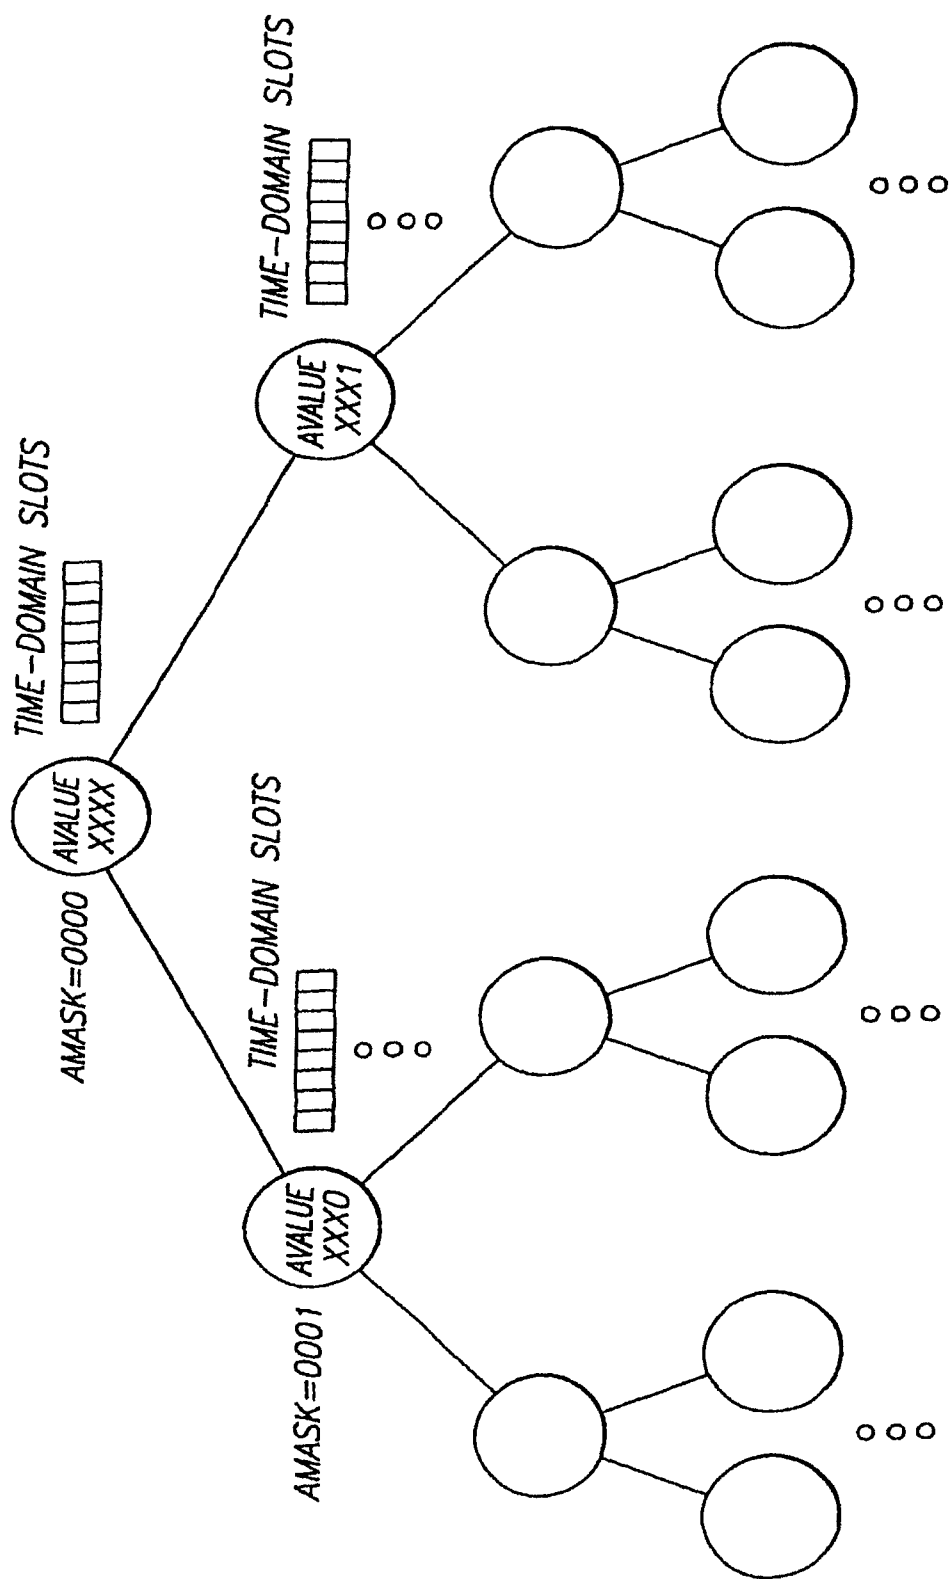 TIME-DOMAIN SLOTS
AMASK=0000
AVALUE
XXXX
TIME-DOMAIN SLOTS
AMASK=0001
AVALUE
XXX0
TIME-DOMAIN SLOTS
AVALUE
XXX1